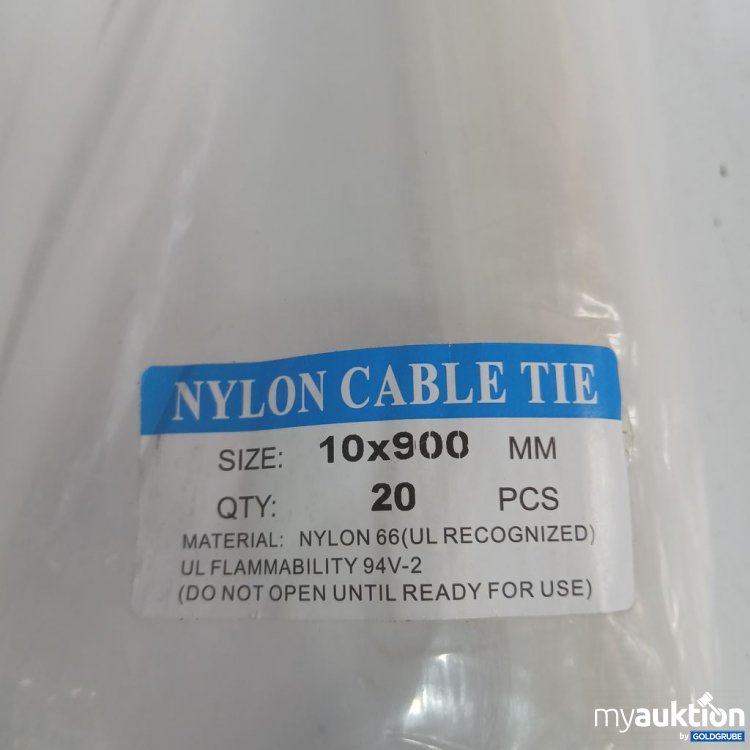 NYLON CABLE TIE
SIZE: 10x900 MM
QTY: 20 PCS
MATERIAL: NYLON 66(UL RECOGNIZED)
UL FLAMMABILITY 94V-2
(DO NOT OPEN UNTIL READY FOR USE)
myauktion
by GOLDGRUBE